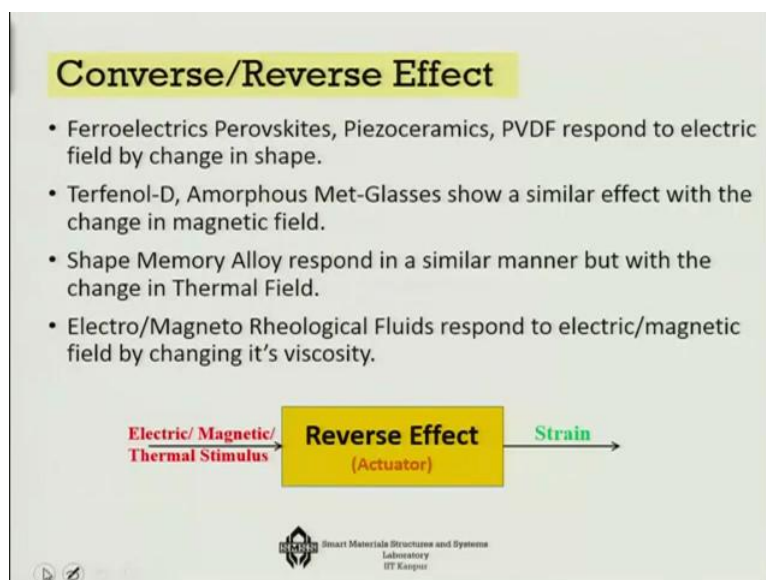 Converse/Reverse Effect
• Ferroelectrics Perovskites, Piezoceramics, PVDF respond to electric
field by change in shape.
• Terfenol-D, Amorphous Met-Glasses show a similar effect with the
change in magnetic field.
• Shape Memory Alloy respond in a similar manner but with the
change in Thermal Field.
• Electro/Magneto Rheological Fluids respond to electric/magnetic
field by changing it's viscosity.
Electric/ Magnetic/
Thermal Stimulus
Reverse Effect
(Actuator)
Strain
Smart Materials Structures and Systems
Laboratory
IIT Kanpur